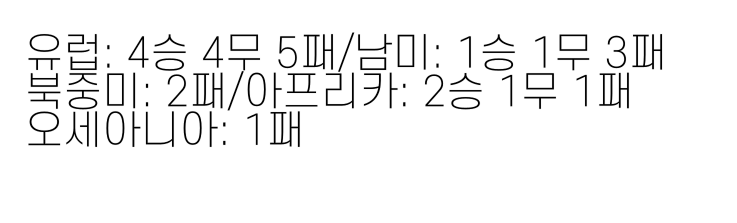 유럽: 4승 4무 5패/남미: 1승 1무 3패
북중미: 2패/아프리카: 2승 1무 1패
오세아니아: 1패